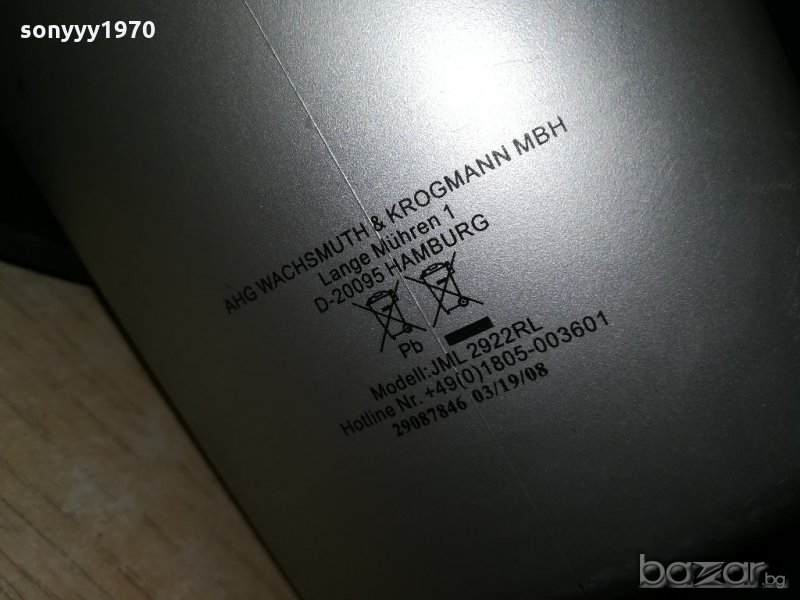 sonyyy1970
AHG WACHSMUTH & KROGMANN MBH
Lange Mühren 1
D-20095 HAMBURG
Pb
Modell: JML 2922RL
Hotline Nr. +49(0)1805-003601
29087846 03/19/08
bazar.bg